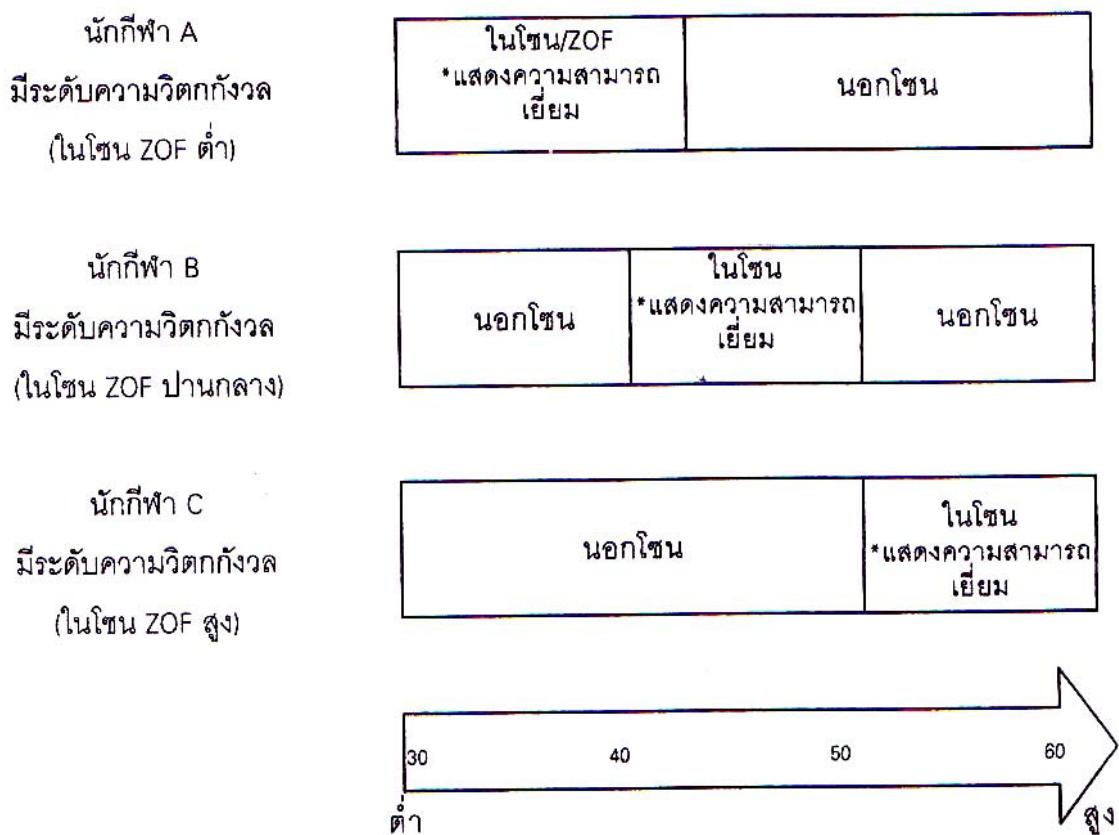 นักกีฬา A
มีระดับความวิตกกังวล
(ในโซน ZOF ต่ำ)
ในโซน/ZOF
*แสดงความสามารถ
เยี่ยม
นอกโซน
นักกีฬา B
มีระดับความวิตกกังวล
(ในโซน ZOF ปานกลาง)
นอกโซน
ในโซน
*แสดงความสามารถ
เยี่ยม
นอกโซน
นักกีฬา C
มีระดับความวิตกกังวล
(ในโซน ZOF สูง)
นอกโซน
ในโซน
*แสดงความสามารถ
เยี่ยม
30 40 50 60
ต่ำ สูง